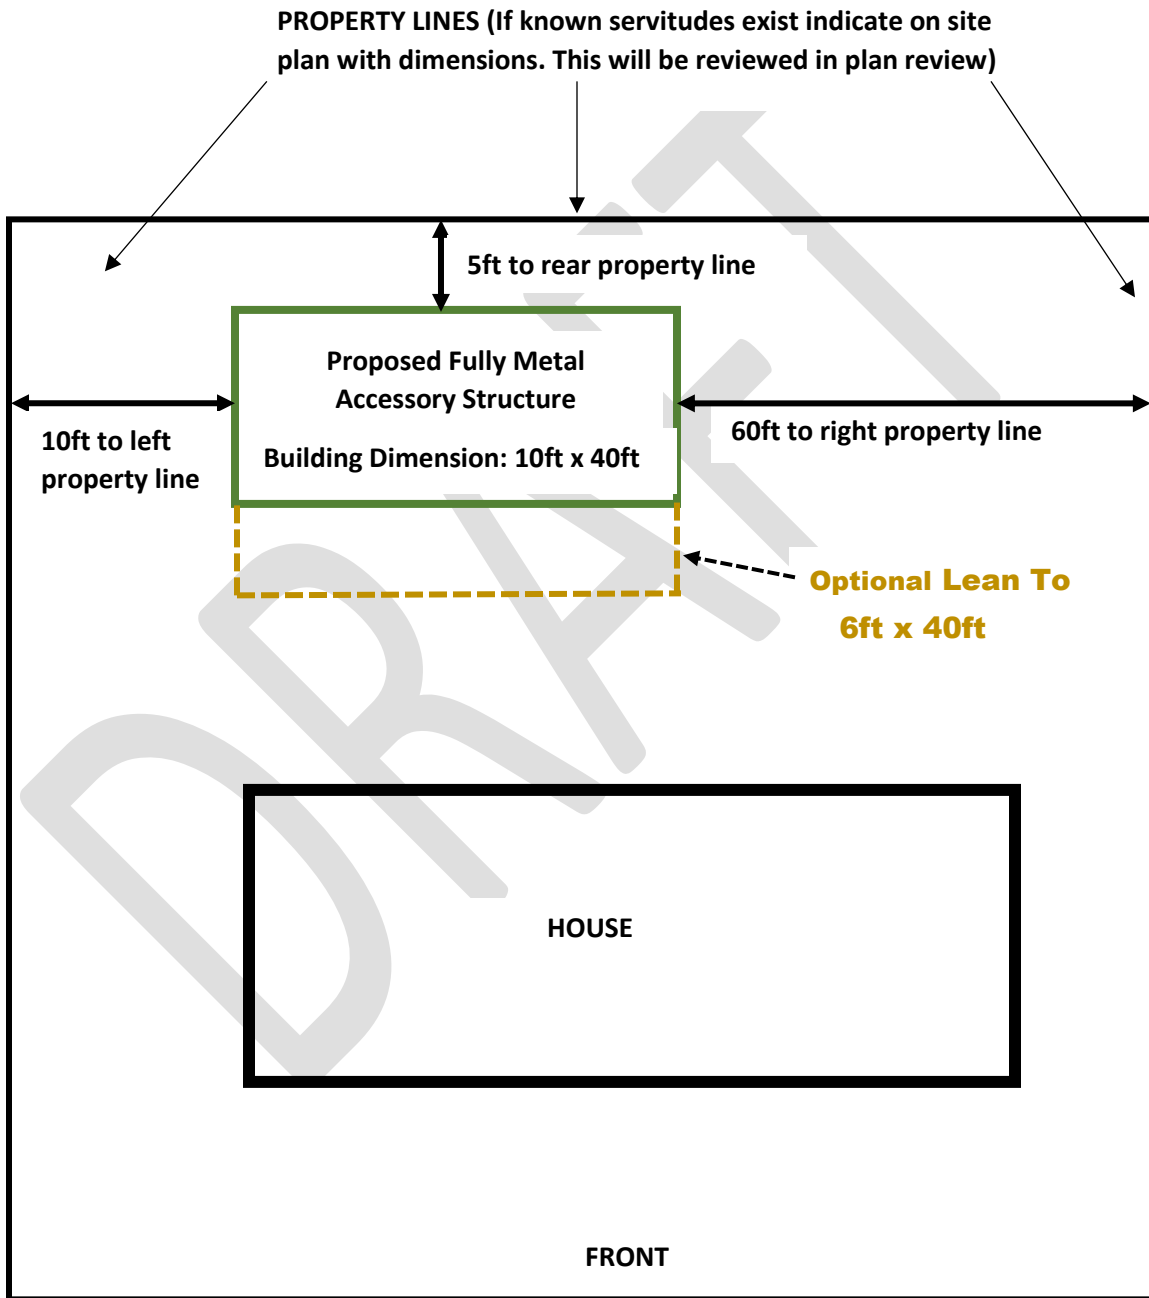 PROPERTY LINES (If known servitudes exist indicate on site
plan with dimensions. This will be reviewed in plan review)
5ft to rear property line
Proposed Fully Metal
Accessory Structure
Building Dimension: 10ft x 40ft
10ft to left
property line
60ft to right property line
Optional Lean To
6ft x 40ft
HOUSE
FRONT
DRAFT